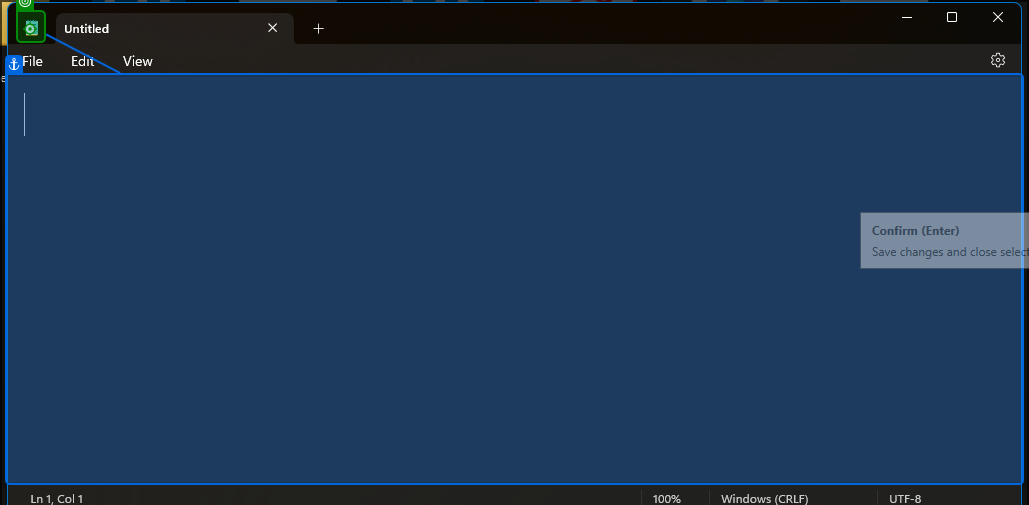 Untitled
File Edit View
Confirm (Enter)
Save changes and close select
Ln 1, Col 1 100% Windows (CRLF) UTF-8